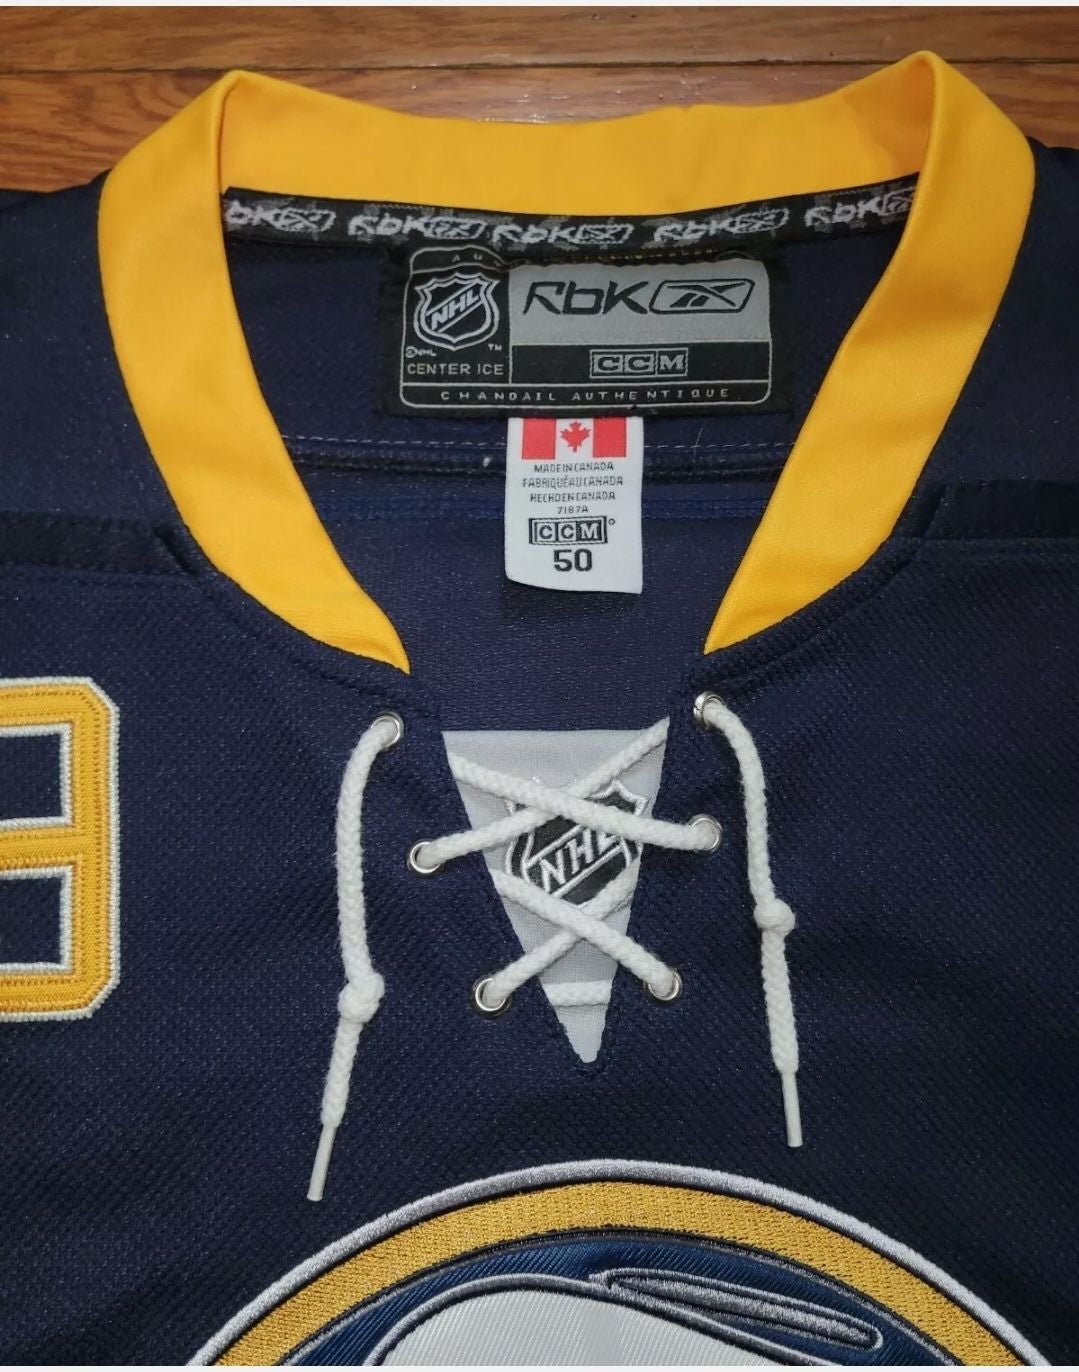 RbK RbK RbK RbK RbK
NHL
RbK
©NHL
TM
CENTER ICE
CCM
CHANDAIL AUTHENTIQUE
MADE IN CANADA
FABRIQUÉ AU CANADA
HECHO EN CANADA
7187A
CCM
50
NHL